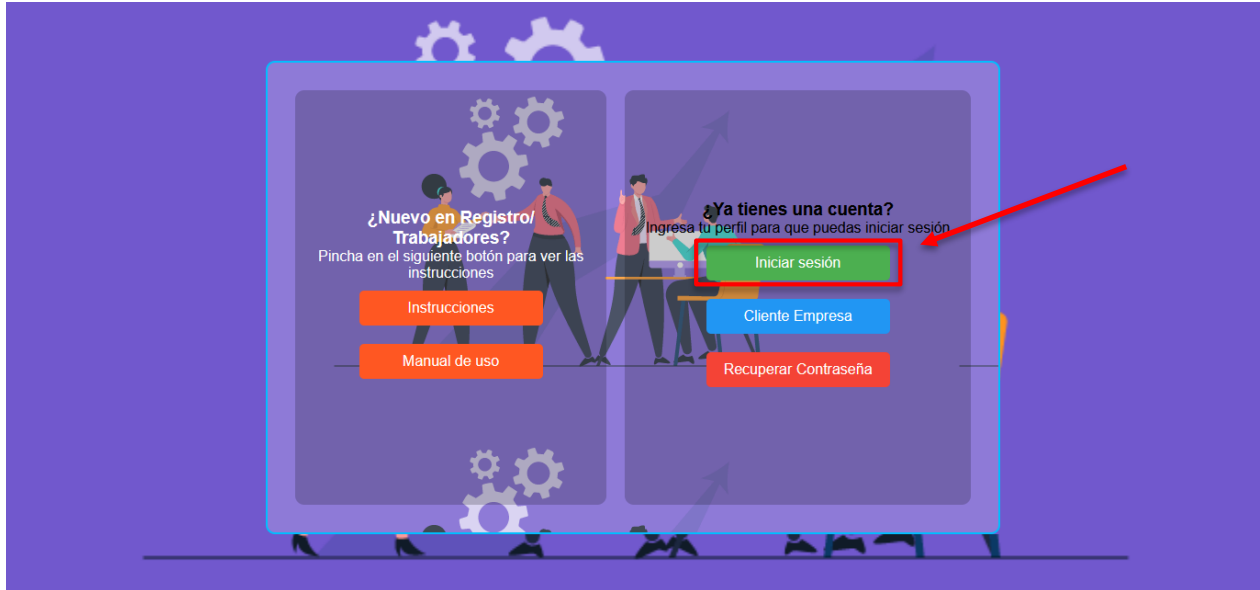 ¿Nuevo en Registro/
Trabajadores?
Pincha en el siguiente botón para ver las
instrucciones
Instrucciones
Manual de uso
¿Ya tienes una cuenta?
Ingresa tu perfil para que puedas iniciar sesión
Iniciar sesión
Cliente Empresa
Recuperar Contraseña